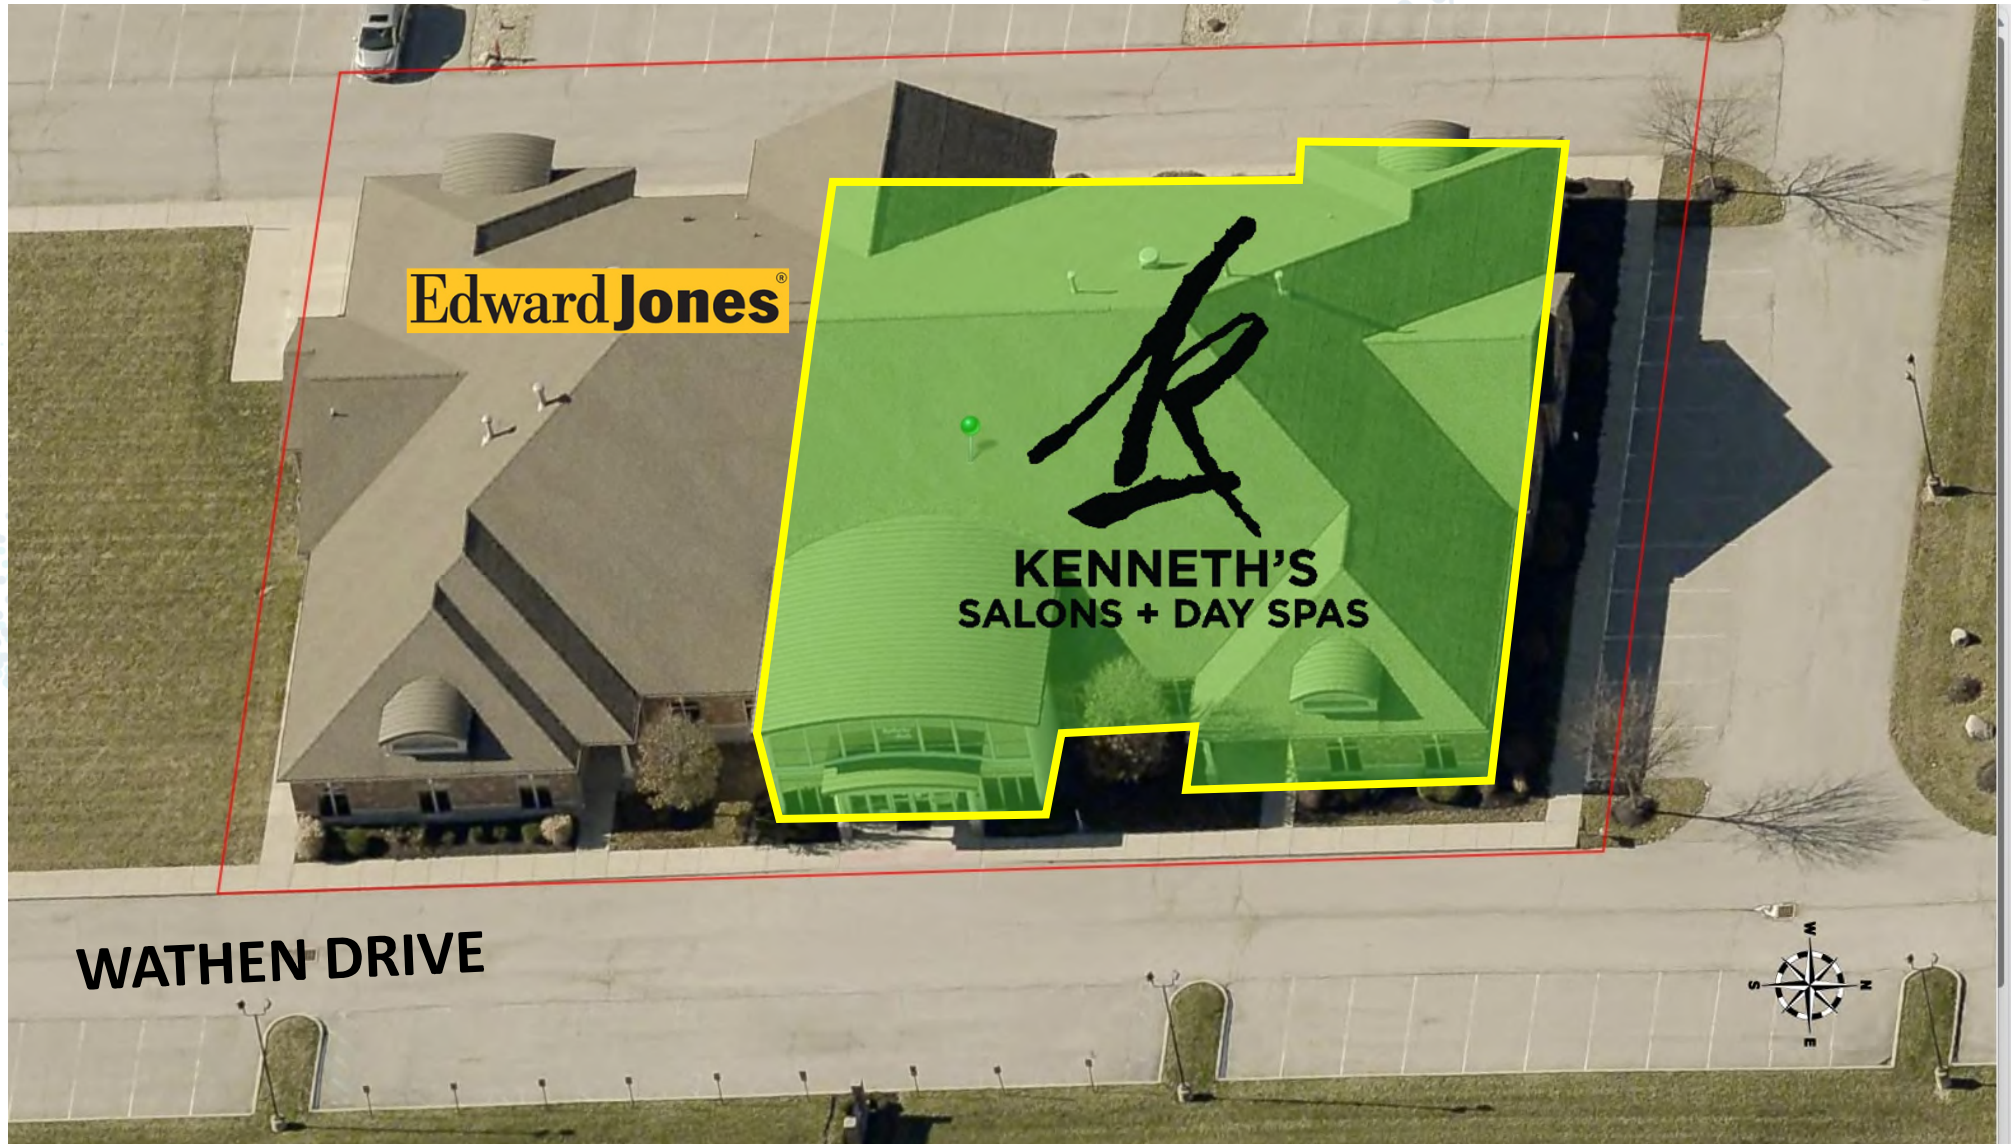 Edward Jones®
K
KENNETH'S
SALONS + DAY SPAS
WATHEN DRIVE
W
S N
E